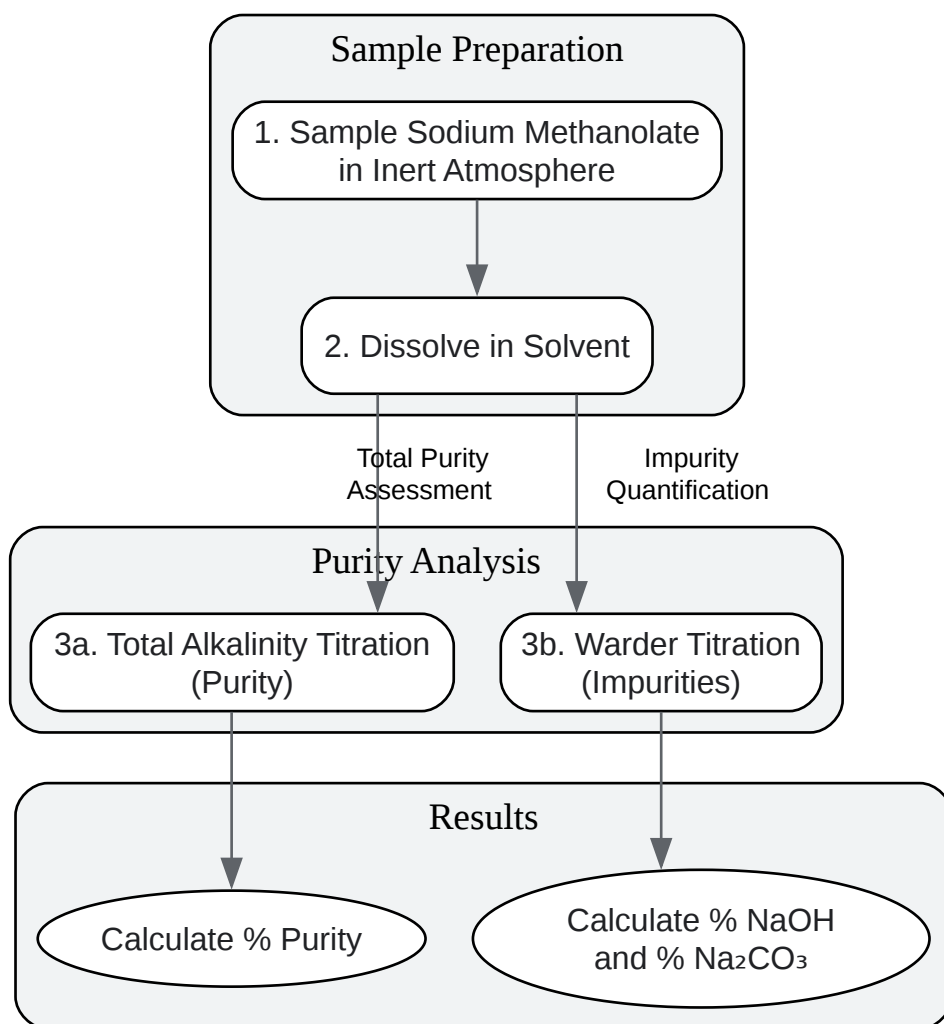 Sample Preparation
1. Sample Sodium Methanolate
in Inert Atmosphere
2. Dissolve in Solvent
Total Purity
Assessment
Impurity
Quantification
Purity Analysis
3a. Total Alkalinity Titration
(Purity)
3b. Warder Titration
(Impurities)
Results
Calculate % Purity
Calculate % NaOH
and % Na₂CO₃